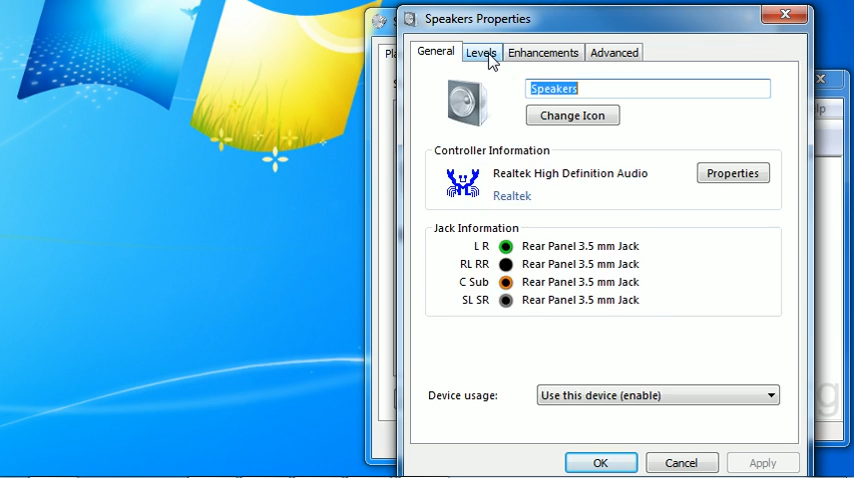 Speakers Properties
General Levels Enhancements Advanced
Speakers
Change Icon
Controller Information
Realtek High Definition Audio
Properties
Realtek
Jack Information
L R Rear Panel 3.5 mm Jack
RL RR Rear Panel 3.5 mm Jack
C Sub Rear Panel 3.5 mm Jack
SL SR Rear Panel 3.5 mm Jack
Device usage: Use this device (enable)
OK Cancel Apply